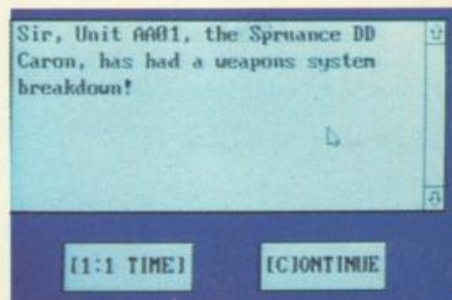 Sir, Unit AA01, the Spruance DD
Caron, has had a weapons system
breakdown!
[1:1 TIME] [C]ONTINUE